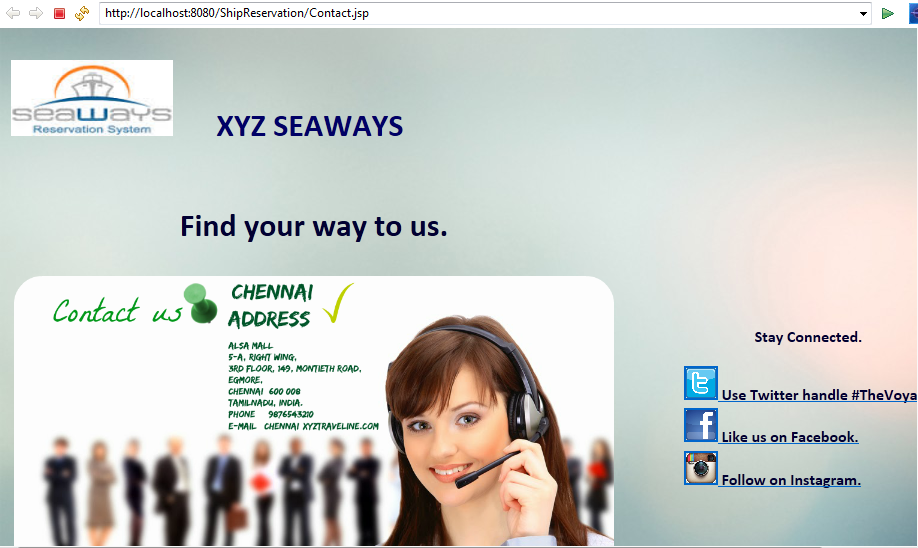 http://localhost:8080/ShipReservation/Contact.jsp
seaways
Reservation System
XYZ SEAWAYS
Find your way to us.
Contact us
CHENNAI
ADDRESS
ALSA MALL
5-A, RIGHT WING,
3RD FLOOR, 149, MONTIETH ROAD,
EGMORE,
CHENNAI 600 008
TAMILNADU, INDIA.
PHONE 9876543210
E-MAIL CHENNAI XYZTRAVELINE.COM
Stay Connected.
t Use Twitter handle #TheVoya
f Like us on Facebook.
Follow on Instagram.